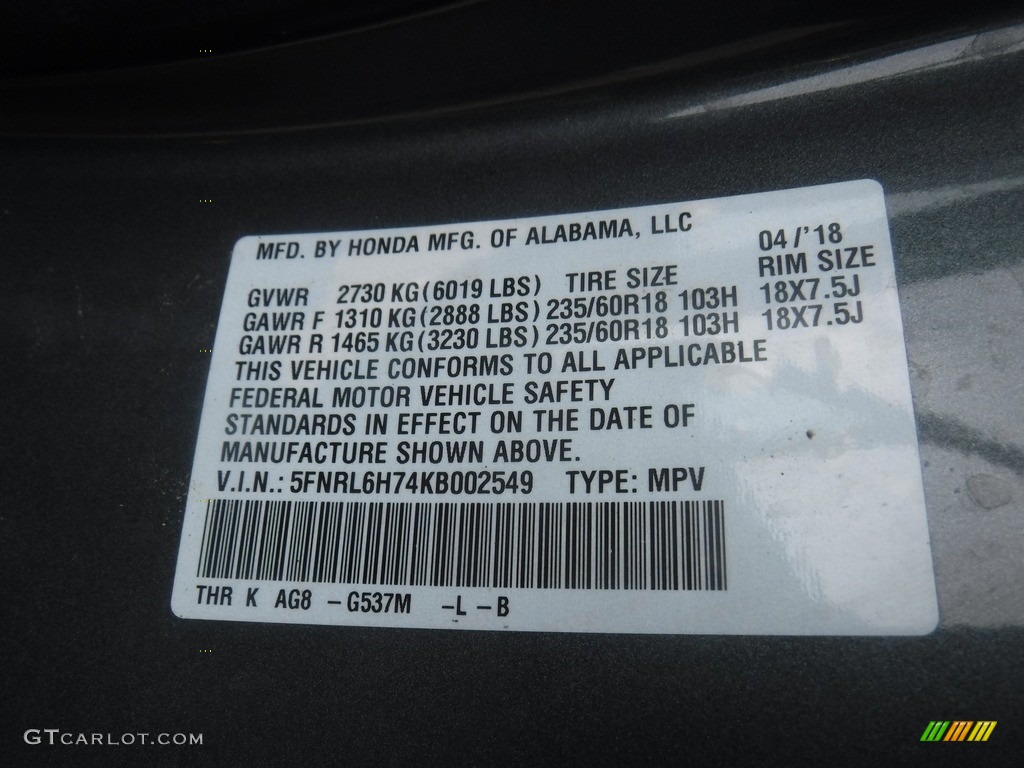 MFD. BY HONDA MFG. OF ALABAMA, LLC 04/'18
TIRE SIZE RIM SIZE
GVWR 2730 KG(6019 LBS)
GAWR F 1310 KG(2888 LBS) 235/60R18 103H 18X7.5J
GAWR R 1465 KG(3230 LBS) 235/60R18 103H 18X7.5J
THIS VEHICLE CONFORMS TO ALL APPLICABLE
FEDERAL MOTOR VEHICLE SAFETY
STANDARDS IN EFFECT ON THE DATE OF
MANUFACTURE SHOWN ABOVE.
V.I.N.: 5FNRL6H74KB002549 TYPE: MPV
THR K AG8 -G537M -L -B
GTCARLOT.COM